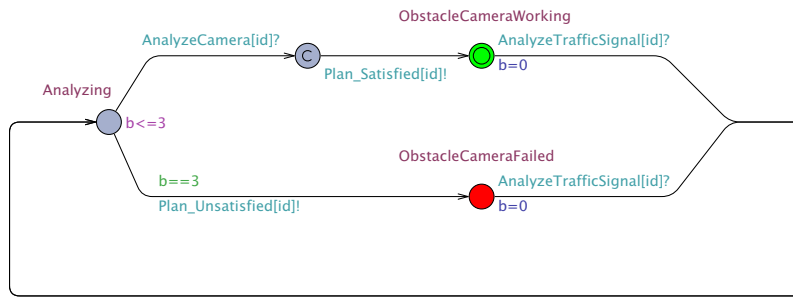 ObstacleCameraWorking
AnalyzeCamera[id]?
C
AnalyzeTrafficSignal[id]?
Plan_Satisfied[id]!
b=0
Analyzing
b<=3
ObstacleCameraFailed
b==3
AnalyzeTrafficSignal[id]?
Plan_Unsatisfied[id]!
b=0